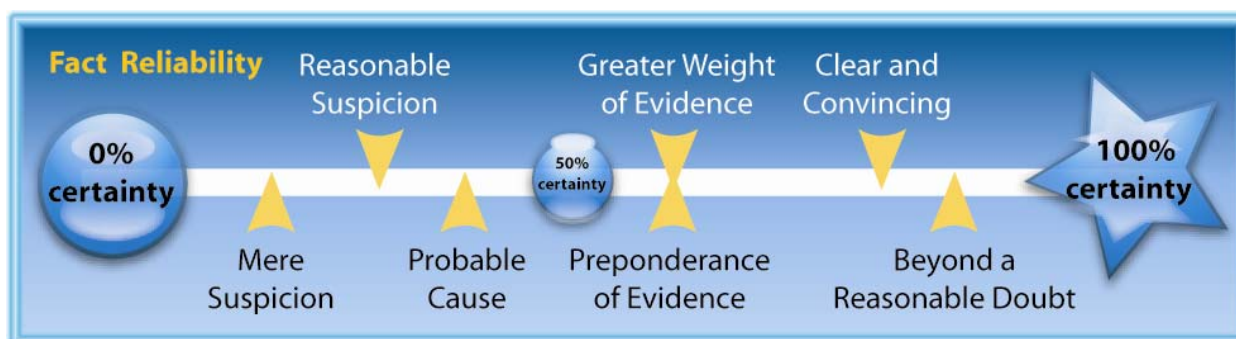 Fact Reliability
Reasonable
Suspicion
Greater Weight
of Evidence
Clear and
Convincing
0%
certainty
50%
certainty
100%
certainty
Mere
Suspicion
Probable
Cause
Preponderance
of Evidence
Beyond a
Reasonable Doubt